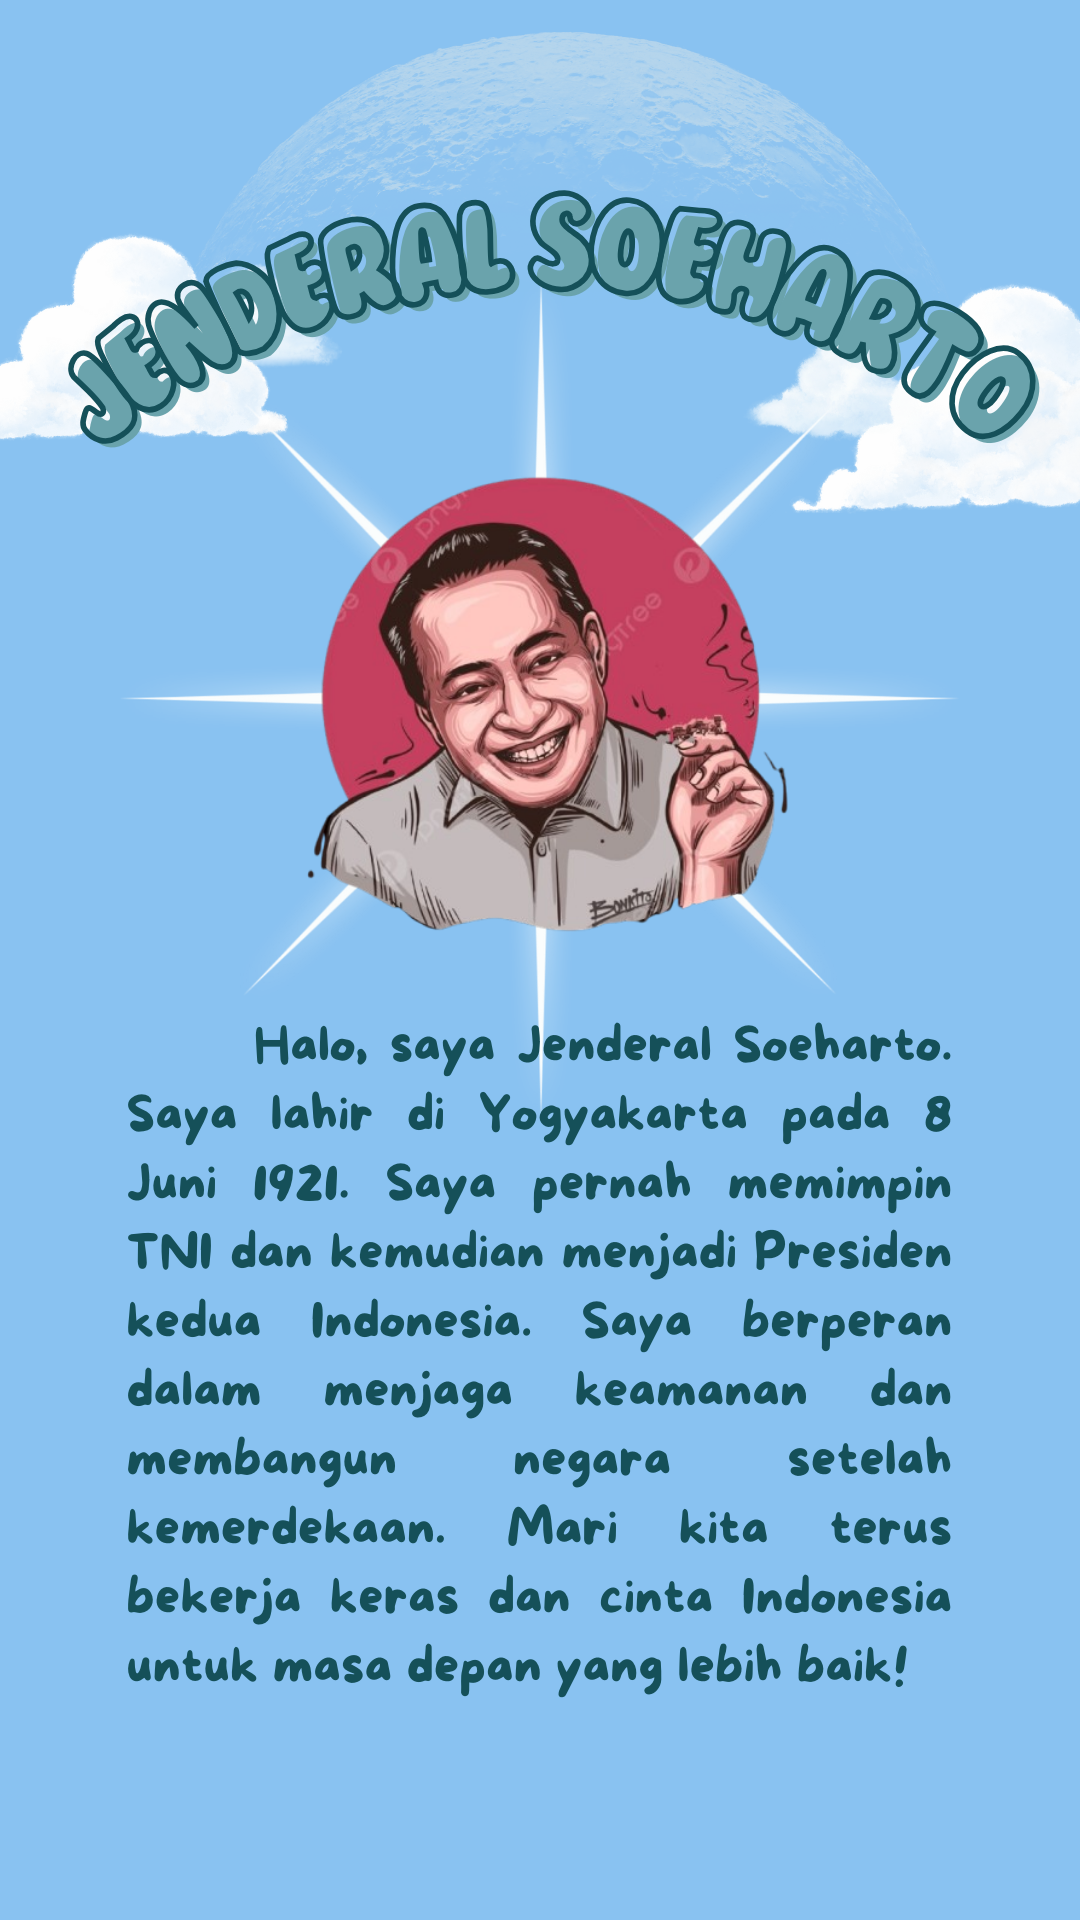 JENDERAL SOEHARTO
pngtree
Bonkito
Halo, saya Jenderal Soeharto.
Saya lahir di Yogyakarta pada 8
Juni 1921. Saya pernah memimpin
TNI dan kemudian menjadi Presiden
kedua Indonesia. Saya berperan
dalam menjaga keamanan dan
membangun negara setelah
kemerdekaan. Mari kita terus
bekerja keras dan cinta Indonesia
untuk masa depan yang lebih baik!